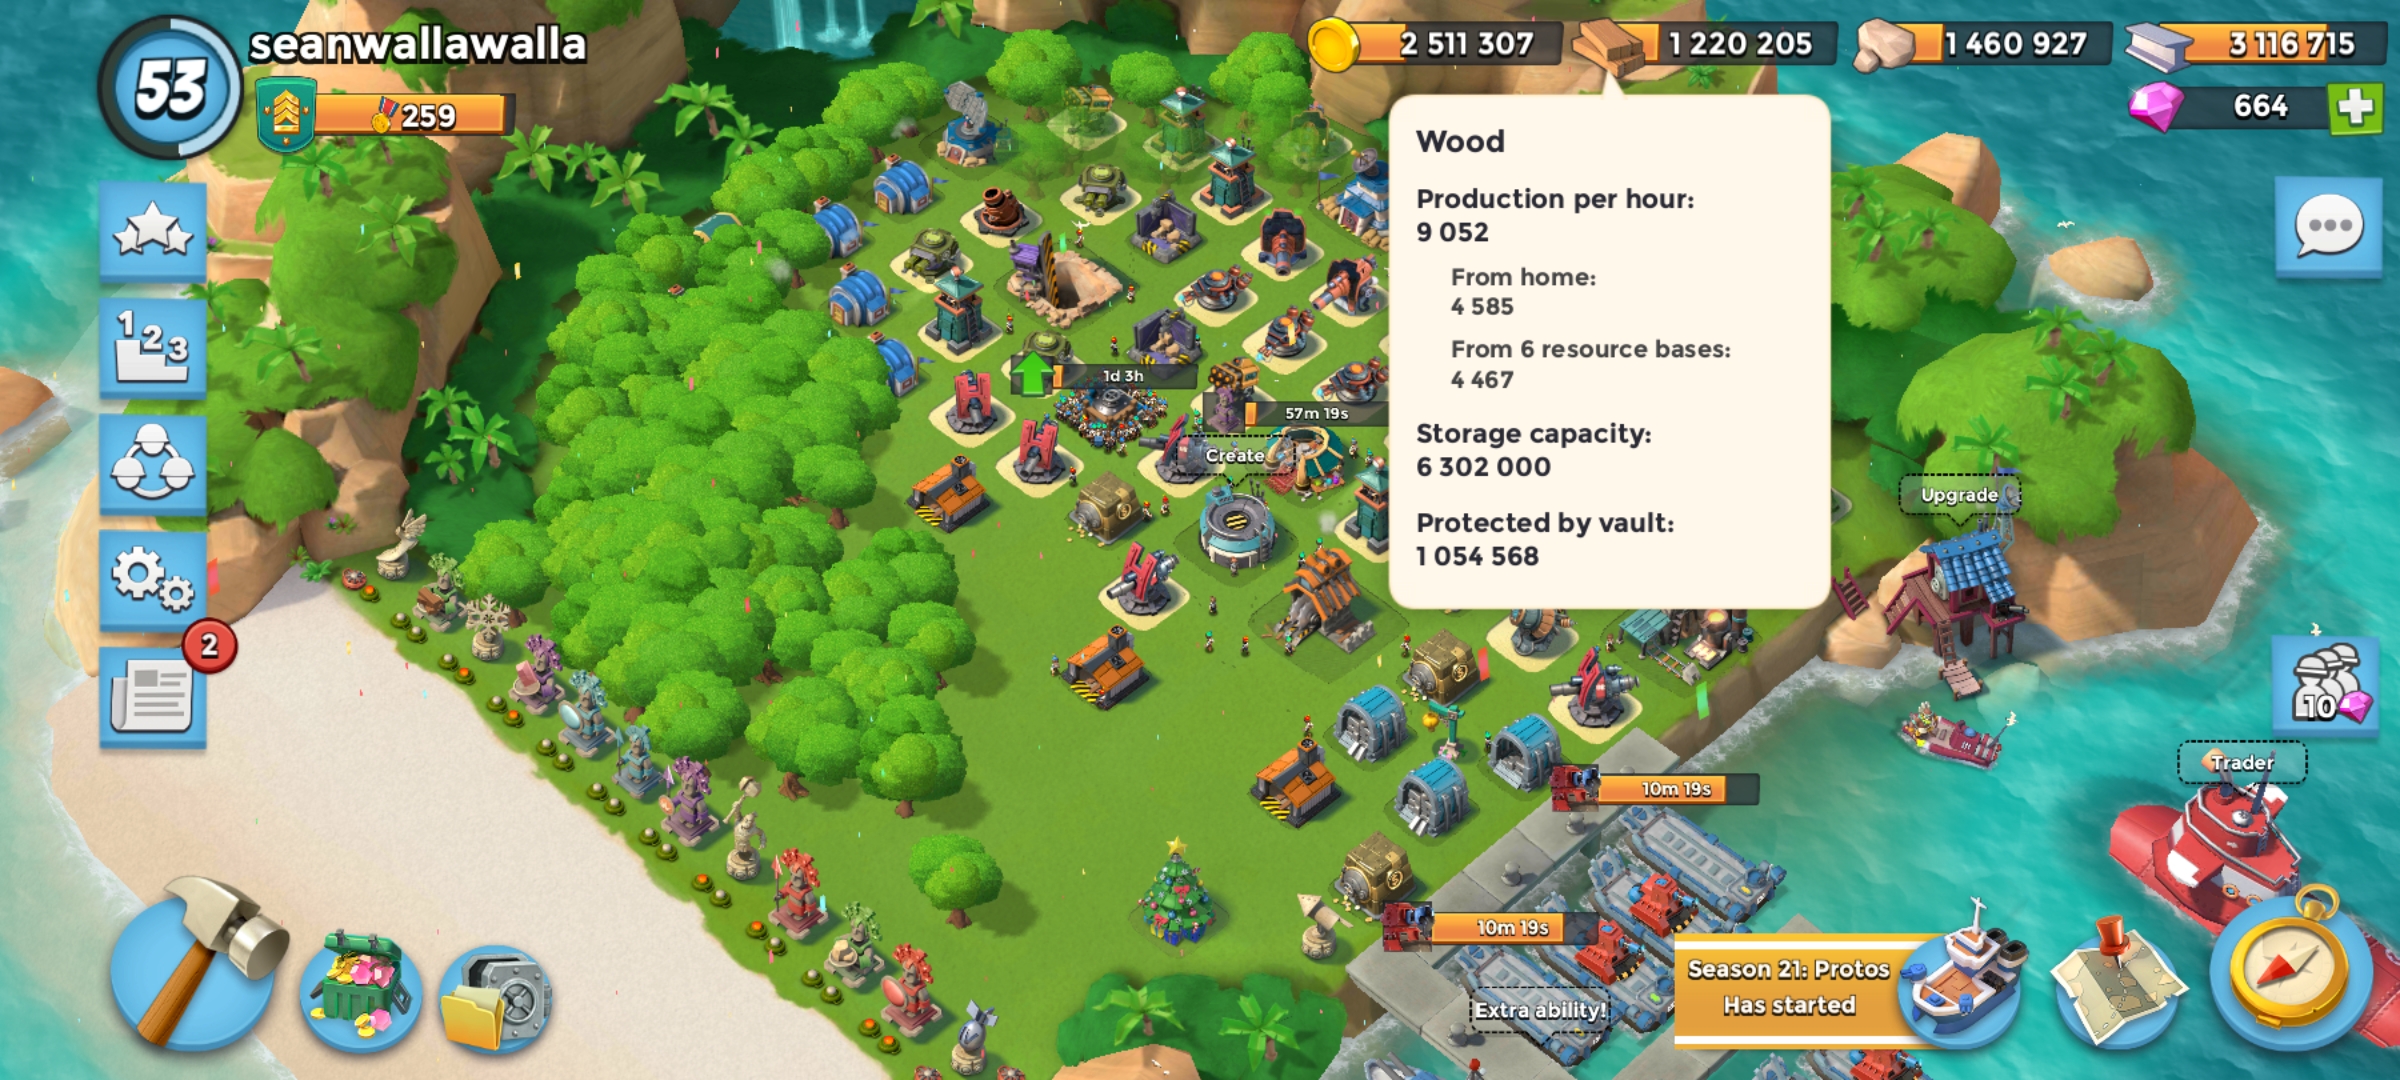 53
seanwallawalla
259
2 511 307
1 220 205
1 460 927
3 116 715
664
Wood
Production per hour:
9 052
From home:
4 585
From 6 resource bases:
4 467
Storage capacity:
6 302 000
Protected by vault:
1 054 568
1 2 3
1d 3h
57m 19s
Create
Upgrade
2
10
Trader
10m 19s
10m 19s
Extra ability!
Season 21: Protos
Has started